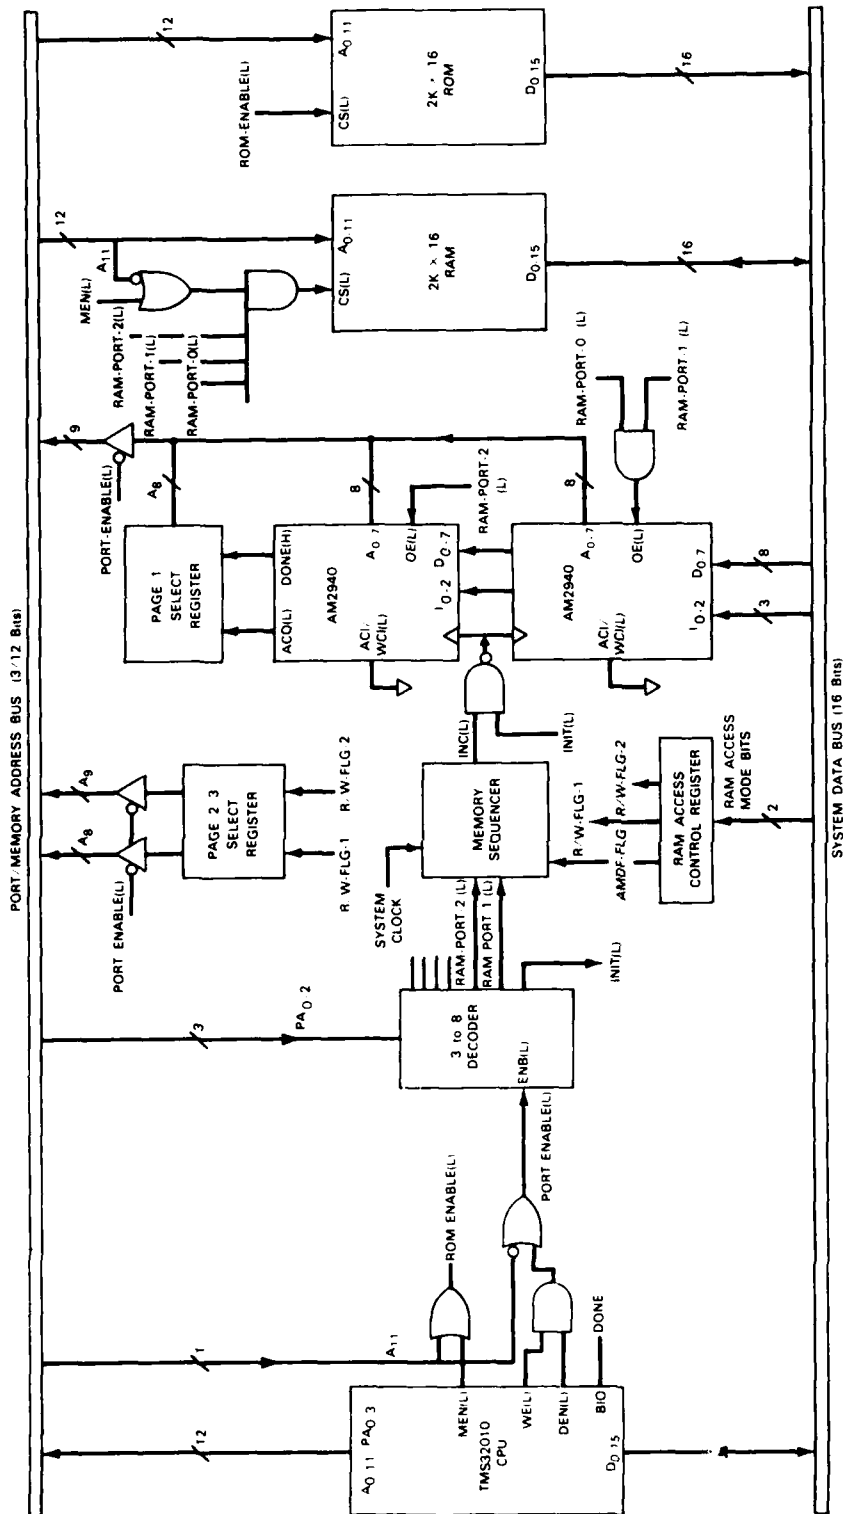 PORT/MEMORY ADDRESS BUS (3/12 Bits)
12
A0-11 PA0 3
TMS32010
CPU
MEN(L)
WE(L)
DEN(L)
BIO
D0-15
DONE
1
A11
ROM ENABLE(L)
PORT ENABLE(L)
3
PA0-2
3 to 8
DECODER
ENB(L)
RAM-PORT 2 (L)
RAM PORT 1 (L)
INIT(L)
PORT ENABLE(L)
A8
A9
PAGE 2 3
SELECT
REGISTER
R W-FLG-1
R/W-FLG 2
SYSTEM
CLOCK
MEMORY
SEQUENCER
INC(L)
INIT(L)
AMDF-FLG
R/W-FLG-1
R/W-FLG-2
RAM ACCESS
CONTROL REGISTER
RAM ACCESS
MODE BITS
2
PORT-ENABLE(L)
9
A8
PAGE 1
SELECT
REGISTER
ACO(L)
DONE(H)
AM2940
ACI/
WCI(L)
A0-7
OE(L)
I0-2
D0-7
8
RAM-PORT-2
(L)
AM2940
ACI/
WCI(L)
A0-7
OE(L)
I0-2
D0-7
8
3
8
RAM-PORT-0 (L)
RAM-PORT-1 (L)
12
A11
MEN(L)
RAM-PORT-2(L)
RAM-PORT-1(L)
RAM-PORT-0(L)
CS(L)
A0-11
2K × 16
RAM
D0-15
16
12
ROM-ENABLE(L)
CS(L)
A0-11
2K × 16
ROM
D0-15
16
SYSTEM DATA BUS (16 Bits)